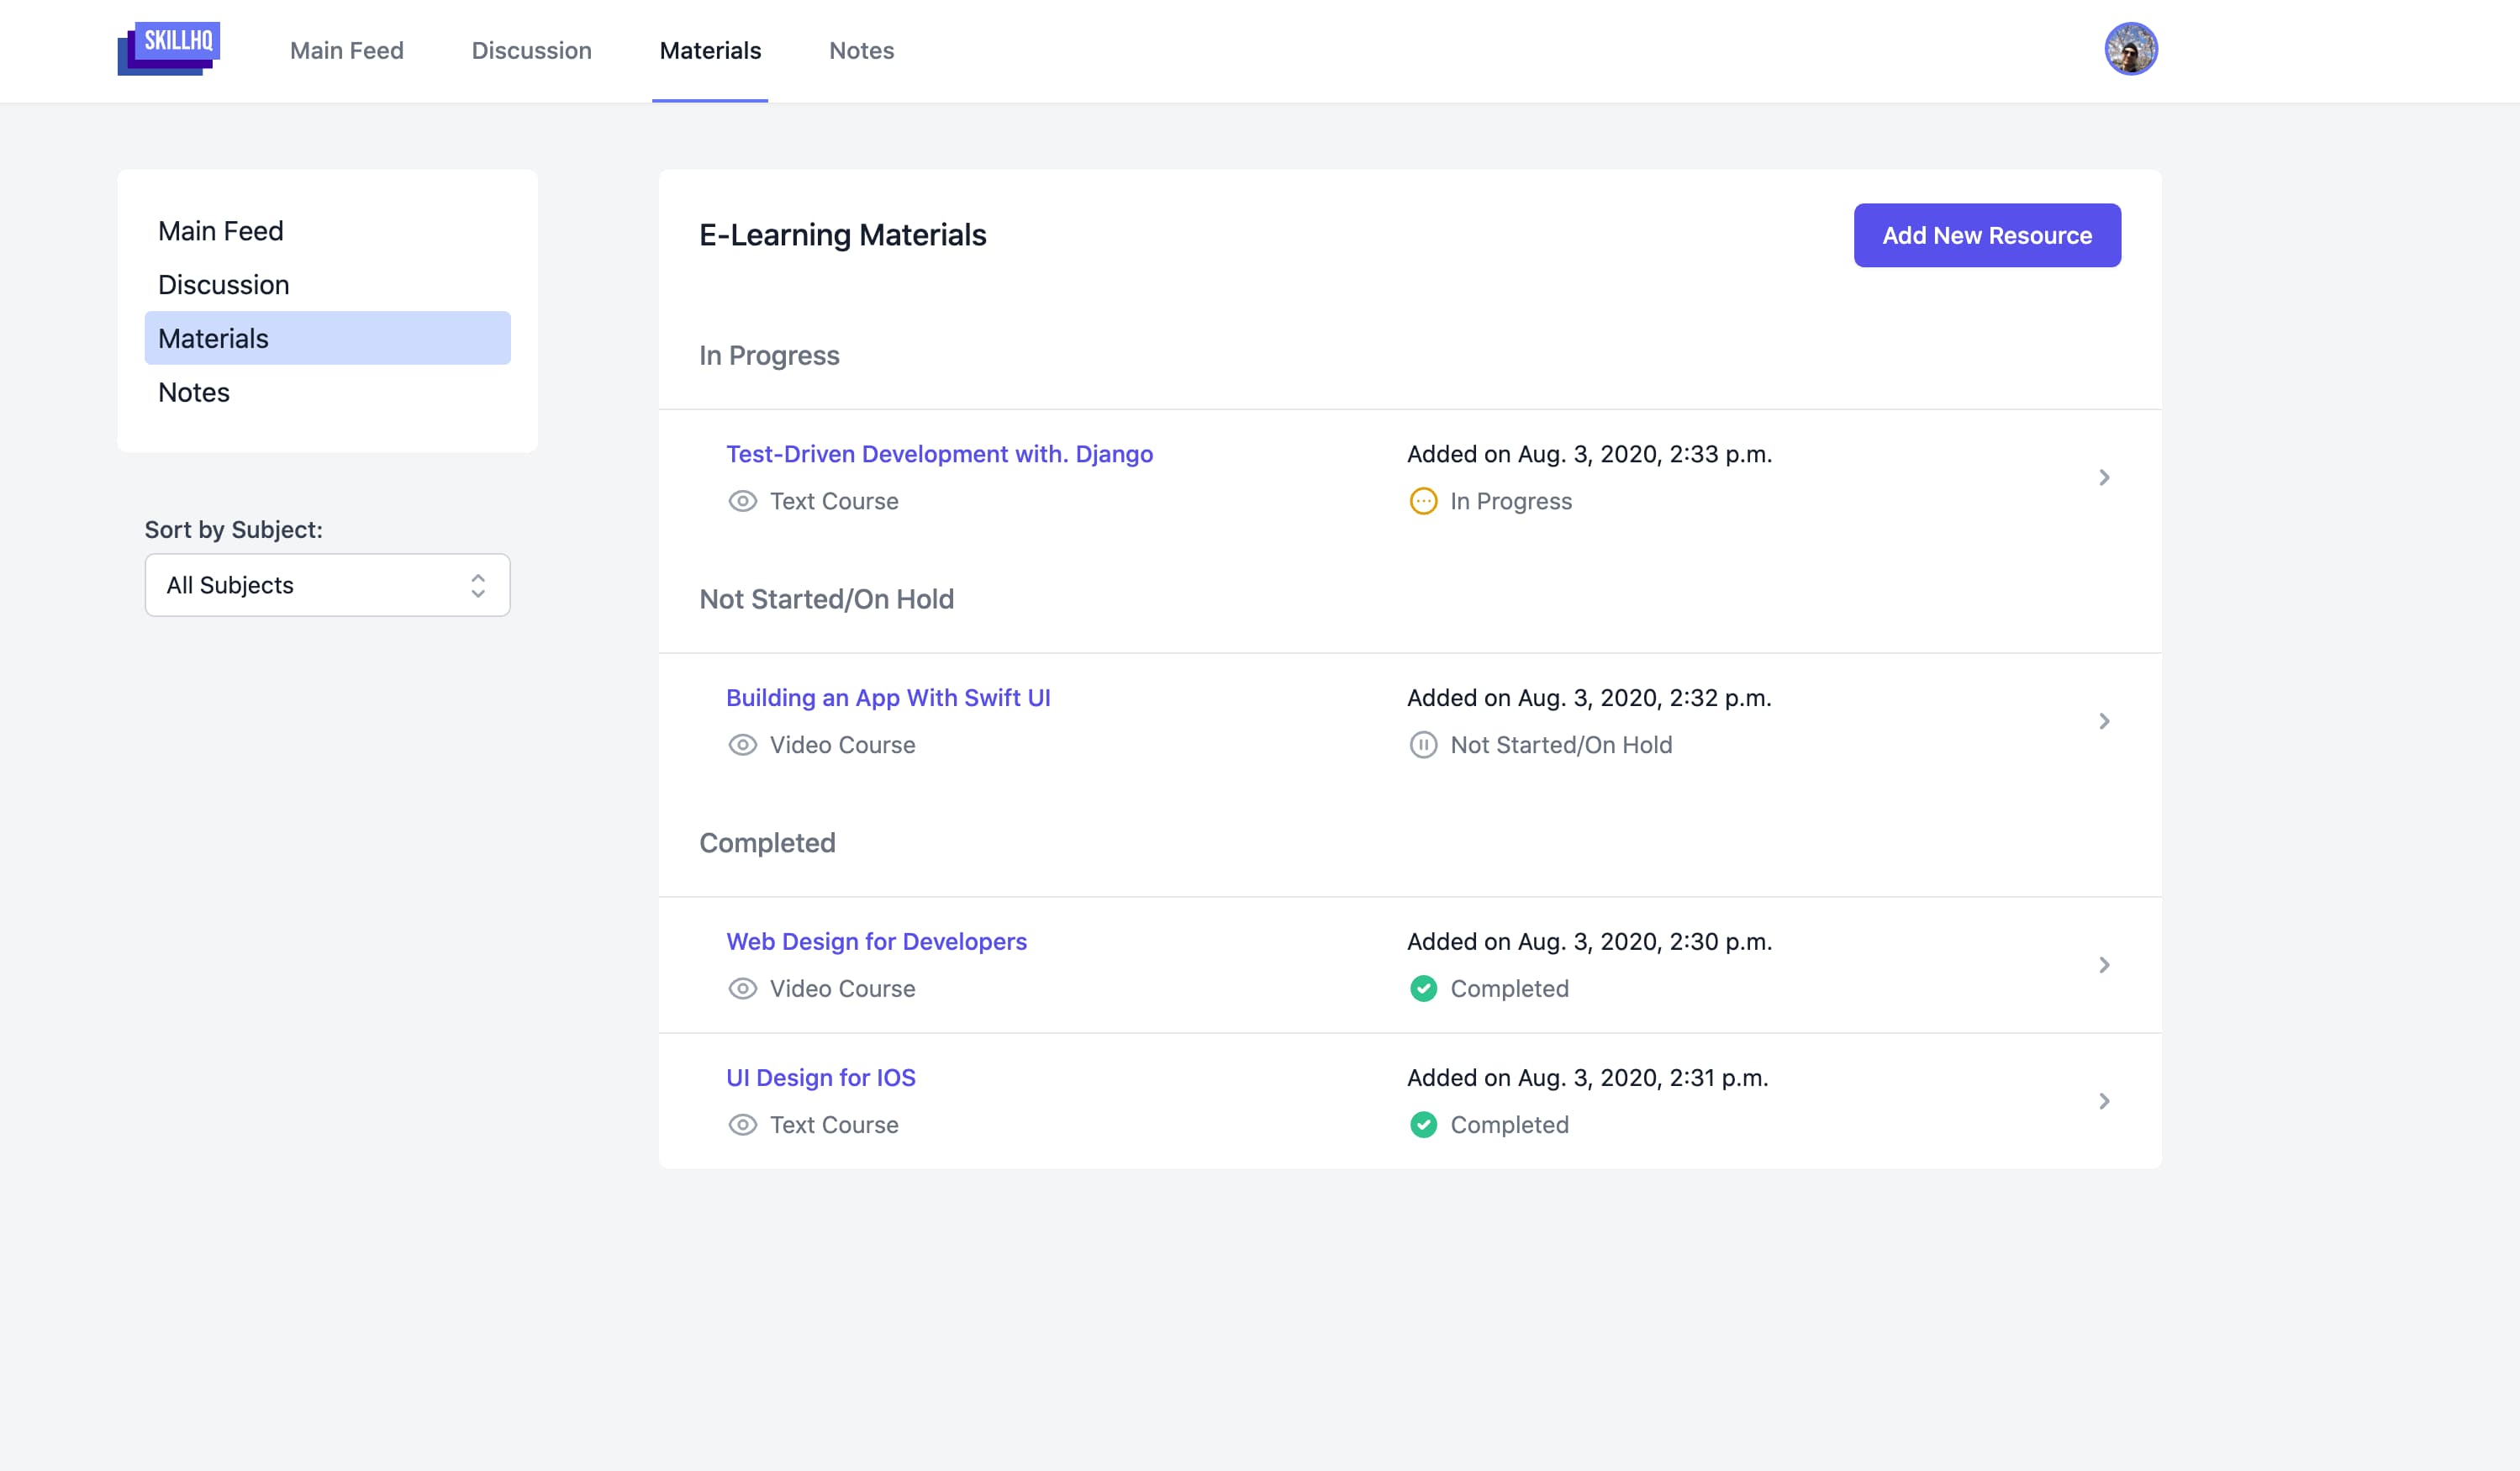 SKILLHQ
Main Feed
Discussion
Materials
Notes
Main Feed
Discussion
Materials
Notes
Sort by Subject:
All Subjects
E-Learning Materials
Add New Resource
In Progress
Test-Driven Development with. Django
Added on Aug. 3, 2020, 2:33 p.m.
Text Course
In Progress
Not Started/On Hold
Building an App With Swift UI
Added on Aug. 3, 2020, 2:32 p.m.
Video Course
Not Started/On Hold
Completed
Web Design for Developers
Added on Aug. 3, 2020, 2:30 p.m.
Video Course
Completed
UI Design for IOS
Added on Aug. 3, 2020, 2:31 p.m.
Text Course
Completed